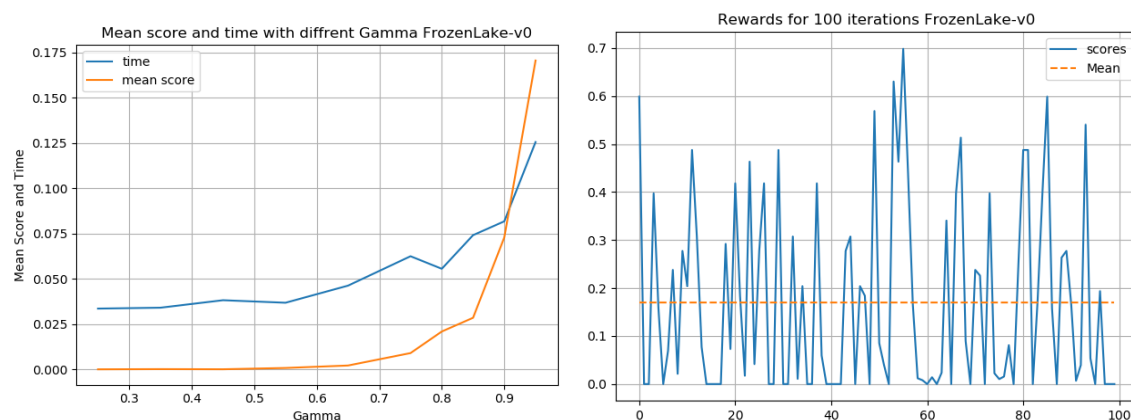 Mean score and time with diffrent Gamma FrozenLake-v0
time
mean score
Mean Score and Time
0.175
0.150
0.125
0.100
0.075
0.050
0.025
0.000
0.3 0.4 0.5 0.6 0.7 0.8 0.9
Gamma
Rewards for 100 iterations FrozenLake-v0
scores
Mean
0.7
0.6
0.5
0.4
0.3
0.2
0.1
0.0
0 20 40 60 80 100